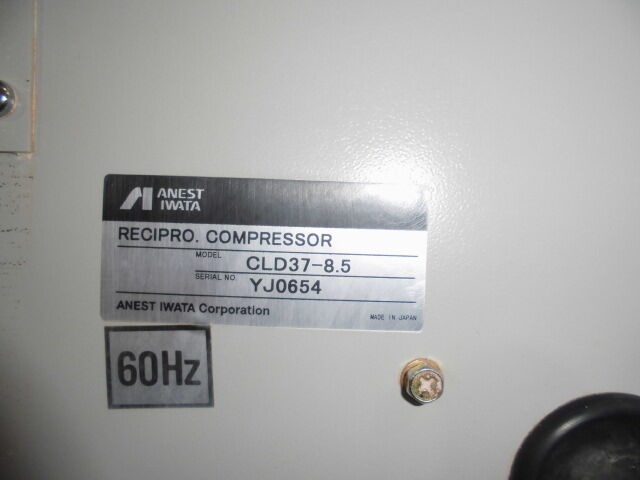 ANEST
IWATA
RECIPRO. COMPRESSOR
MODEL CLD37-8.5
SERIAL NO. YJ0654
ANEST IWATA Corporation MADE IN JAPAN
60Hz